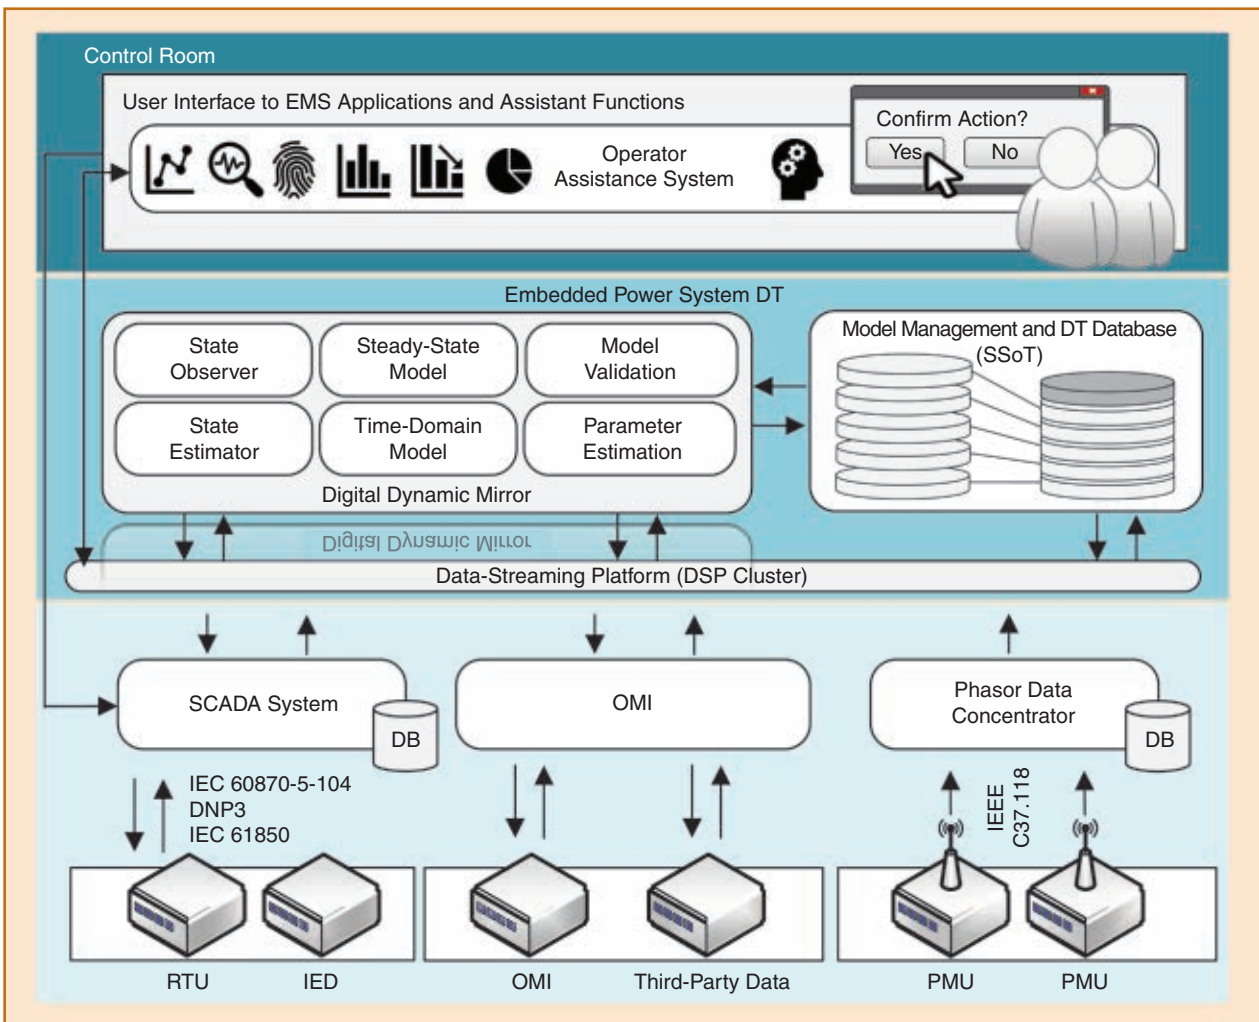 Control Room
User Interface to EMS Applications and Assistant Functions
Confirm Action?
Yes
No
Operator
Assistance System
Embedded Power System DT
State
Observer
Steady-State
Model
Model
Validation
State
Estimator
Time-Domain
Model
Parameter
Estimation
Digital Dynamic Mirror
Model Management and DT Database
(SSoT)
Digital Dynamic Mirror
Data-Streaming Platform (DSP Cluster)
SCADA System
DB
OMI
Phasor Data
Concentrator
DB
IEC 60870-5-104
DNP3
IEC 61850
IEEE
C37.118
RTU
IED
OMI
Third-Party Data
PMU
PMU